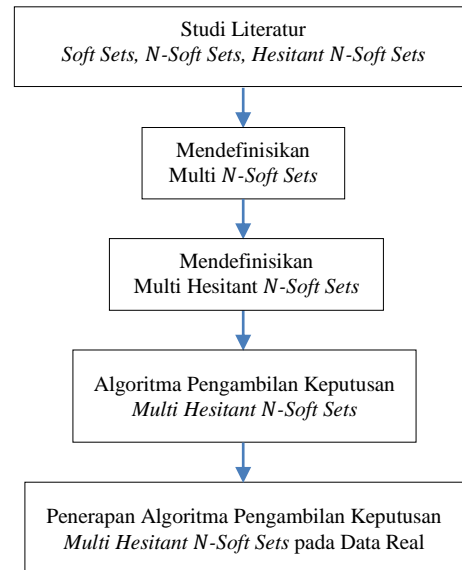 Studi Literatur
Soft Sets, N-Soft Sets, Hesitant N-Soft Sets
Mendefinisikan
Multi N-Soft Sets
Mendefinisikan
Multi Hesitant N-Soft Sets
Algoritma Pengambilan Keputusan
Multi Hesitant N-Soft Sets
Penerapan Algoritma Pengambilan Keputusan
Multi Hesitant N-Soft Sets pada Data Real